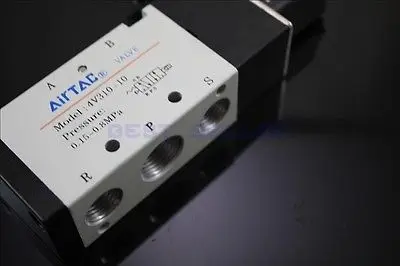 A B
AirTAC® VALVE
Model: 4V310-10
Pressure:
0.15~0.8MPa
R P S